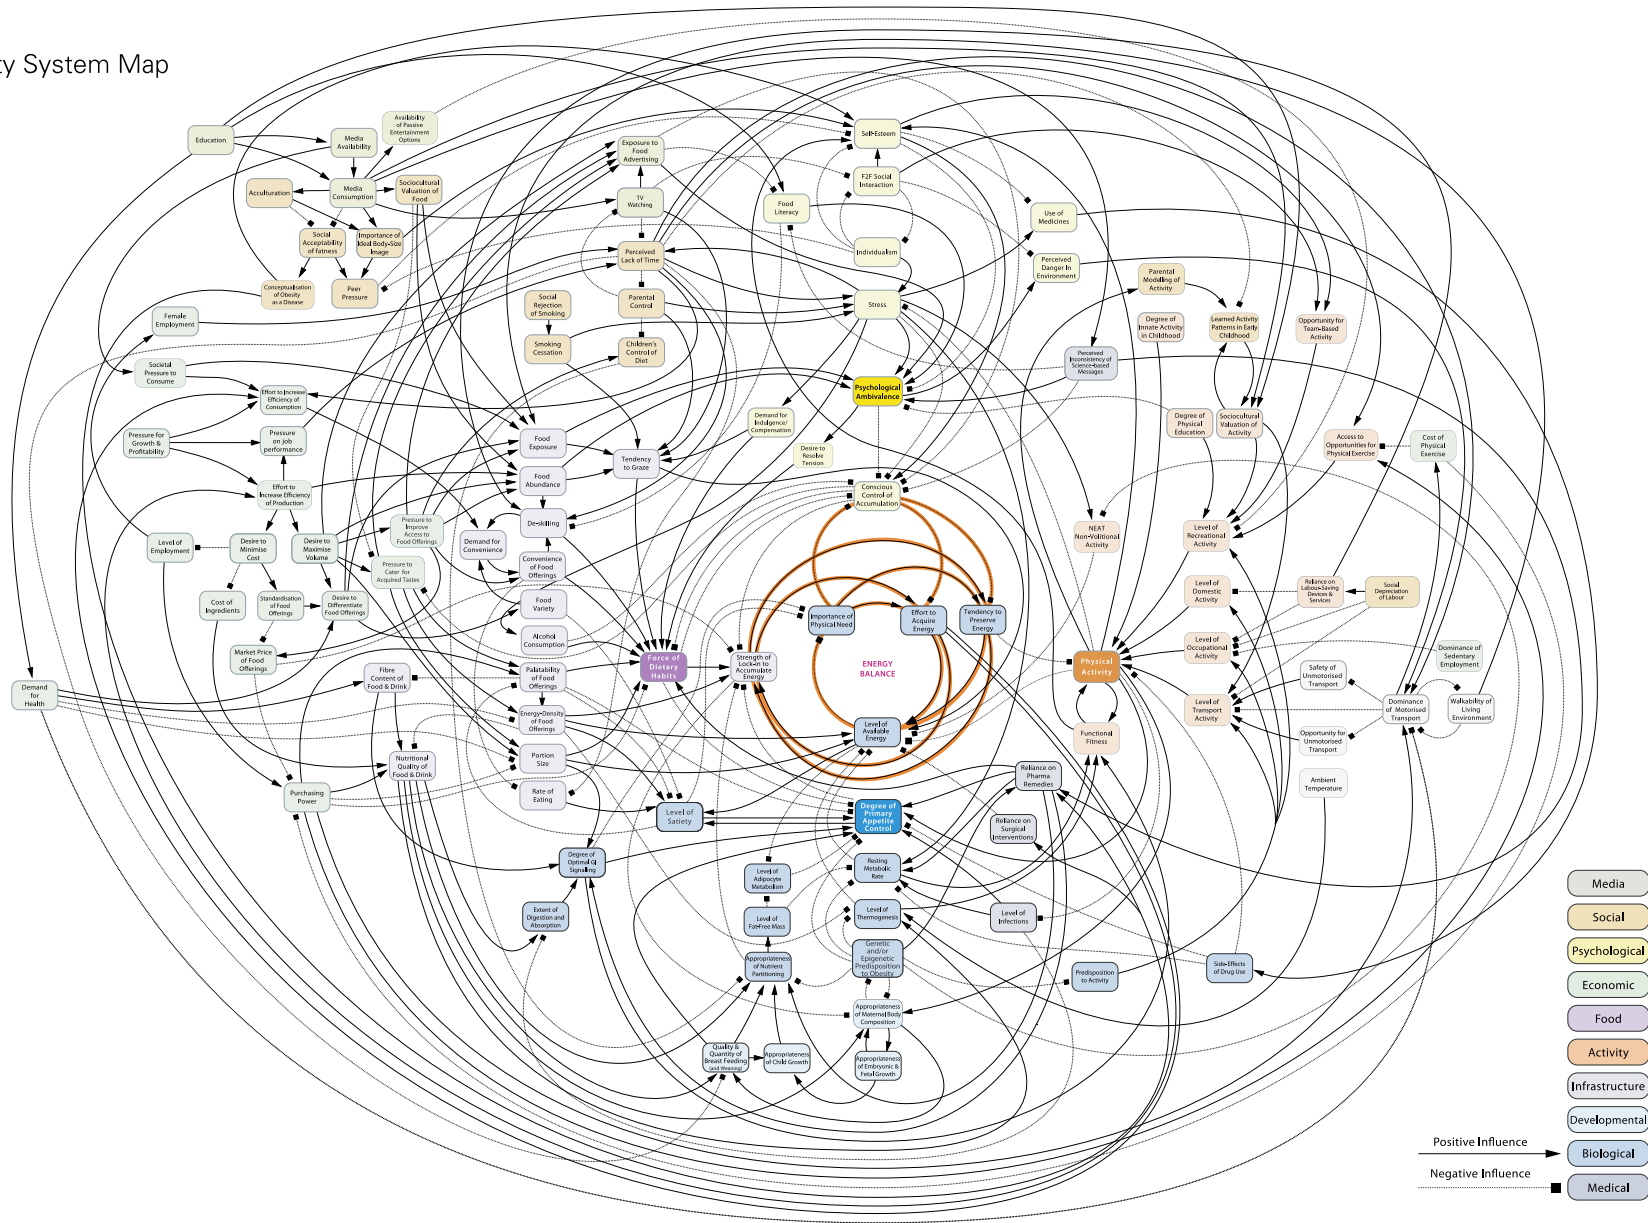 ty System Map
Education
Media
Availability
Availability
of Passive
Entertainment
Options
Acculturation
Media
Consumption
Sociocultural
Valuation of
Food
Social
Acceptability
of fatness
Importance of
Ideal Body-Size
Image
Conceptualisation
of Obesity
as a Disease
Peer
Pressure
Exposure to
Food
Advertising
TV
Watching
Perceived
Lack of Time
Parental
Control
Children's
Control of
Diet
Social
Rejection
of Smoking
Smoking
Cessation
Food
Literacy
Self-Esteem
F2F Social
Interaction
Individualism
Stress
Psychological
Ambivalence
Demand for
Indulgence/
Compensation
Desire to
Resolve
Tension
Conscious
Control of
Accumulation
Use of
Medicines
Perceived
Danger In
Environment
Parental
Modelling of
Activity
Degree of
Innate Activity
in Childhood
Learned Activity
Patterns in Early
Childhood
Opportunity for
Team-Based
Activity
Perceived
Inconsistency of
Science-based
Messages
Degree of
Physical
Education
Sociocultural
Valuation of
Activity
Access to
Opportunities for
Physical Exercise
Cost of
Physical
Exercise
Female
Employment
Societal
Pressure to
Consume
Effort to Increase
Efficiency of
Consumption
Pressure for
Growth &
Profitability
Pressure
on job
performance
Effort to
Increase Efficiency
of Production
Level of
Employment
Desire to
Minimise
Cost
Desire to
Maximise
Volume
Pressure to
Improve
Access to
Food Offerings
Pressure to
Cater for
Acquired Tastes
Cost of
Ingredients
Standardisation
of Food
Offerings
Desire to
Differentiate
Food Offerings
Market Price
of Food
Offerings
Demand
for
Health
Fibre
Content of
Food & Drink
Nutritional
Quality of
Food & Drink
Purchasing
Power
Food
Exposure
Food
Abundance
Tendency
to Graze
De-skilling
Demand for
Convenience
Convenience
of Food
Offerings
Food
Variety
Alcohol
Consumption
Palatability
of Food
Offerings
Energy-Density
of Food
Offerings
Portion
Size
Rate of
Eating
Force of
Dietary
Habits
Strength of
Lock-in to
Accumulate
Energy
Importance of
Physical Need
Effort to
Acquire
Energy
Tendency to
Preserve
Energy
ENERGY
BALANCE
Level of
Available
Energy
NEAT
Non-Volitional
Activity
Level of
Recreational
Activity
Level of
Domestic
Activity
Reliance on
Labour-Saving
Devices &
Services
Social
Depreciation
of Labour
Level of
Occupational
Activity
Dominance of
Sedentary
Employment
Physical
Activity
Safety of
Unmotorised
Transport
Level of
Transport
Activity
Dominance
of Motorised
Transport
Walkability of
Living
Environment
Opportunity for
Unmotorised
Transport
Functional
Fitness
Ambient
Temperature
Reliance on
Pharma
Remedies
Reliance on
Surgical
Interventions
Level of
Satiety
Degree of
Primary
Appetite
Control
Degree of
Optimal GI
Signalling
Extent of
Digestion and
Absorption
Level of
Adipocyte
Metabolism
Resting
Metabolic
Rate
Level of
Fat-Free Mass
Level of
Thermogenesis
Level of
Infections
Appropriateness
of Nutrient
Partitioning
Genetic
and/or
Epigenetic
Predisposition
to Obesity
Predisposition
to Activity
Side-Effects
of Drug Use
Appropriateness
of Maternal Body
Composition
Quality &
Quantity of
Breast Feeding
(and Weaning)
Appropriateness
of Child Growth
Appropriateness
of Embryonic &
Fetal Growth
Media
Social
Psychological
Economic
Food
Activity
Infrastructure
Developmental
Biological
Medical
Positive Influence
Negative Influence